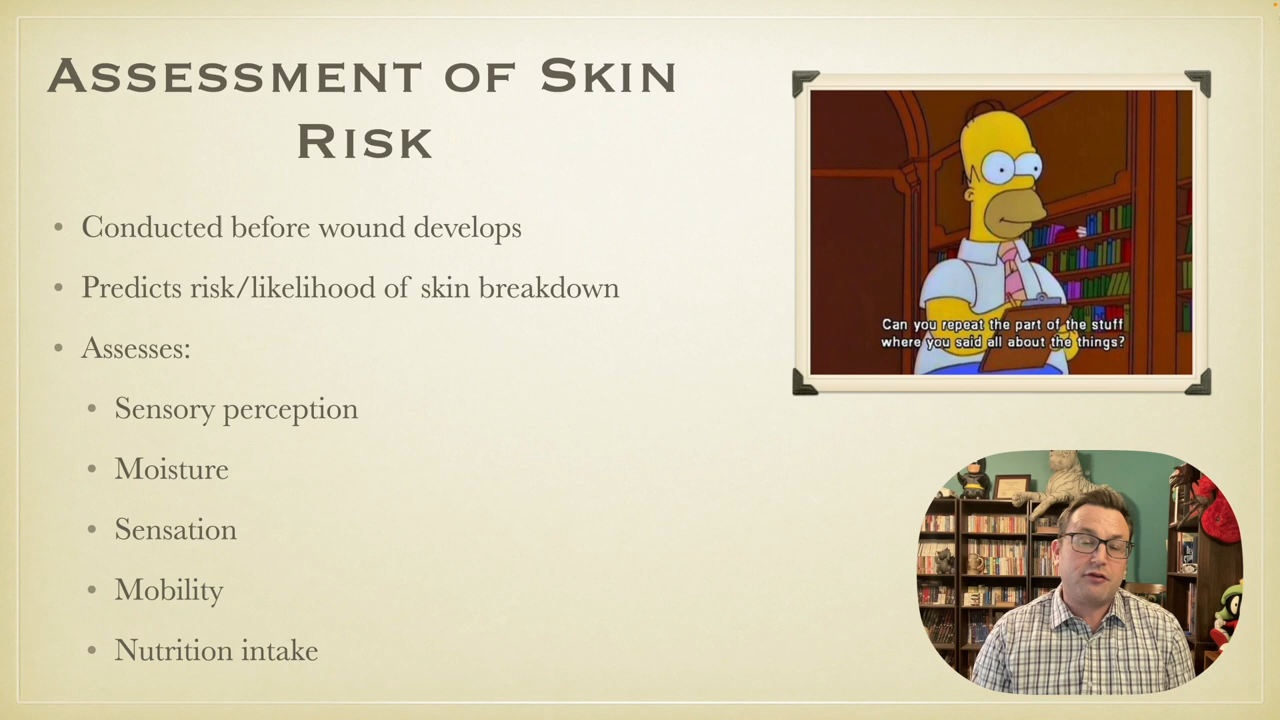 Assessment of Skin
Risk
• Conducted before wound develops
• Predicts risk/likelihood of skin breakdown
• Assesses:
• Sensory perception
• Moisture
• Sensation
• Mobility
• Nutrition intake
Can you repeat the part of the stuff
where you said all about the things?